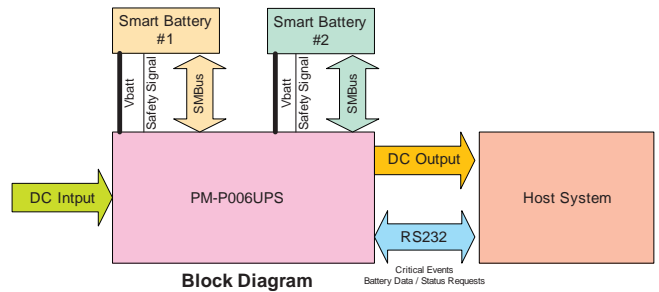 Smart Battery
#1
Smart Battery
#2
Vbatt
Safety Signal
SMBus
Vbatt
Safety Signal
SMBus
DC Intput
PM-P006UPS
DC Output
Host System
RS232
Critical Events
Battery Data / Status Requests
Block Diagram